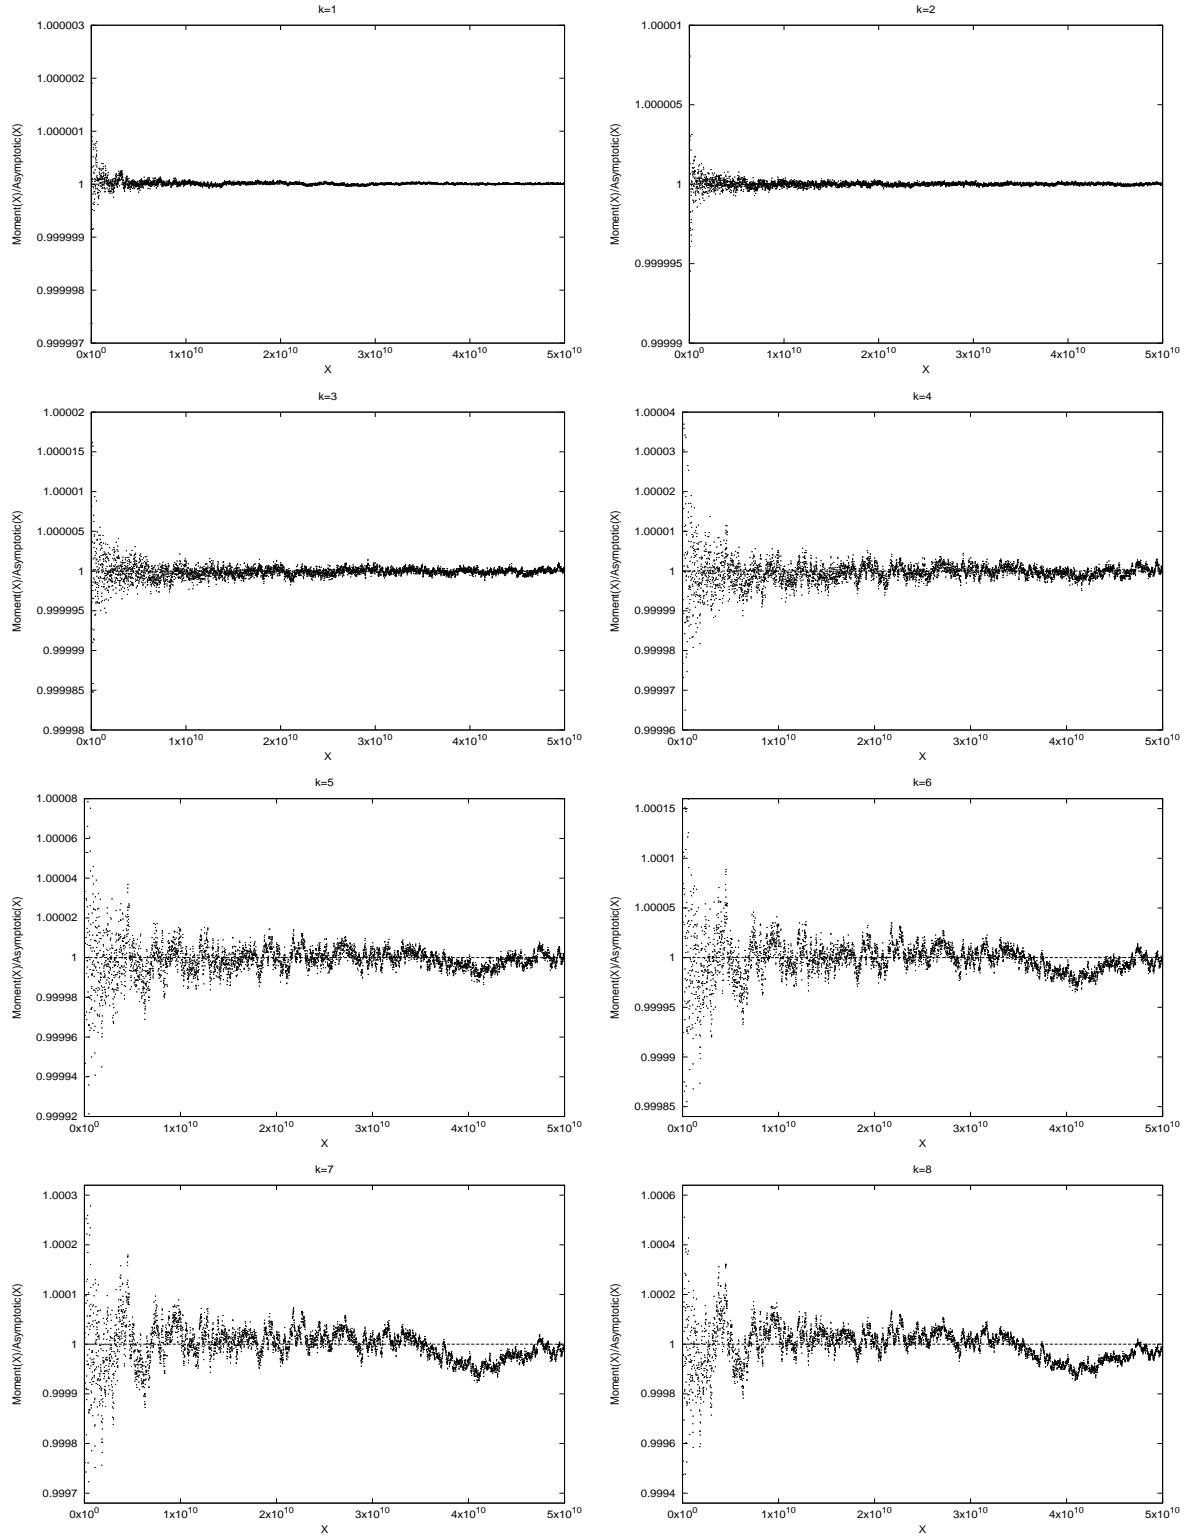 k=1
1.000003
1.000002
1.000001
1
0.999999
0.999998
0.999997
Moment(X)/Asymptotic(X)
0x10^0 1x10^10 2x10^10 3x10^10 4x10^10 5x10^10
X
k=2
1.00001
1.000005
1
0.999995
0.99999
Moment(X)/Asymptotic(X)
0x10^0 1x10^10 2x10^10 3x10^10 4x10^10 5x10^10
X
k=3
1.00002
1.000015
1.00001
1.000005
1
0.999995
0.99999
0.999985
0.99998
Moment(X)/Asymptotic(X)
0x10^0 1x10^10 2x10^10 3x10^10 4x10^10 5x10^10
X
k=4
1.00004
1.00003
1.00002
1.00001
1
0.99999
0.99998
0.99997
0.99996
Moment(X)/Asymptotic(X)
0x10^0 1x10^10 2x10^10 3x10^10 4x10^10 5x10^10
X
k=5
1.00008
1.00006
1.00004
1.00002
1
0.99998
0.99996
0.99994
0.99992
Moment(X)/Asymptotic(X)
0x10^0 1x10^10 2x10^10 3x10^10 4x10^10 5x10^10
X
k=6
1.00015
1.0001
1.00005
1
0.99995
0.9999
0.99985
Moment(X)/Asymptotic(X)
0x10^0 1x10^10 2x10^10 3x10^10 4x10^10 5x10^10
X
k=7
1.0003
1.0002
1.0001
1
0.9999
0.9998
0.9997
Moment(X)/Asymptotic(X)
0x10^0 1x10^10 2x10^10 3x10^10 4x10^10 5x10^10
X
k=8
1.0006
1.0004
1.0002
1
0.9998
0.9996
0.9994
Moment(X)/Asymptotic(X)
0x10^0 1x10^10 2x10^10 3x10^10 4x10^10 5x10^10
X